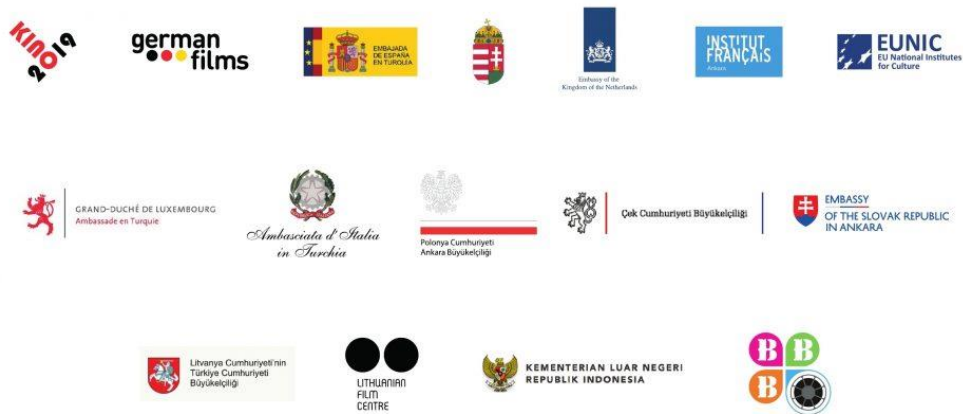 KINO
2019
german
films
EMBAJADA
DE ESPAÑA
EN TURQUÍA
Embassy of the
Kingdom of the Netherlands
INSTITUT
FRANÇAIS
Ankara
EUNIC
EU National Institutes
for Culture
GRAND-DUCHÉ DE LUXEMBOURG
Ambassade en Turquie
Ambasciata d'Italia
in Turchia
Polonya Cumhuriyeti
Ankara Büyükelçiliği
Çek Cumhuriyeti Büyükelçiliği
EMBASSY
OF THE SLOVAK REPUBLIC
IN ANKARA
Litvanya Cumhuriyeti'nin
Türkiye Cumhuriyeti
Büyükelçiliği
LITHUANIAN
FILM
CENTRE
KEMENTERIAN LUAR NEGERI
REPUBLIK INDONESIA
B B
B